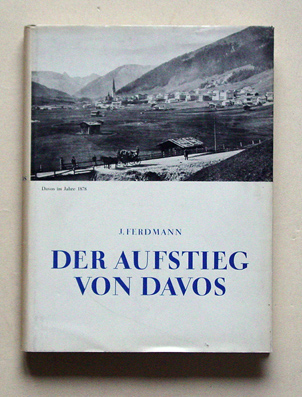 Davos im Jahre 1878
J. FERDMANN
DER AUFSTIEG
VON DAVOS